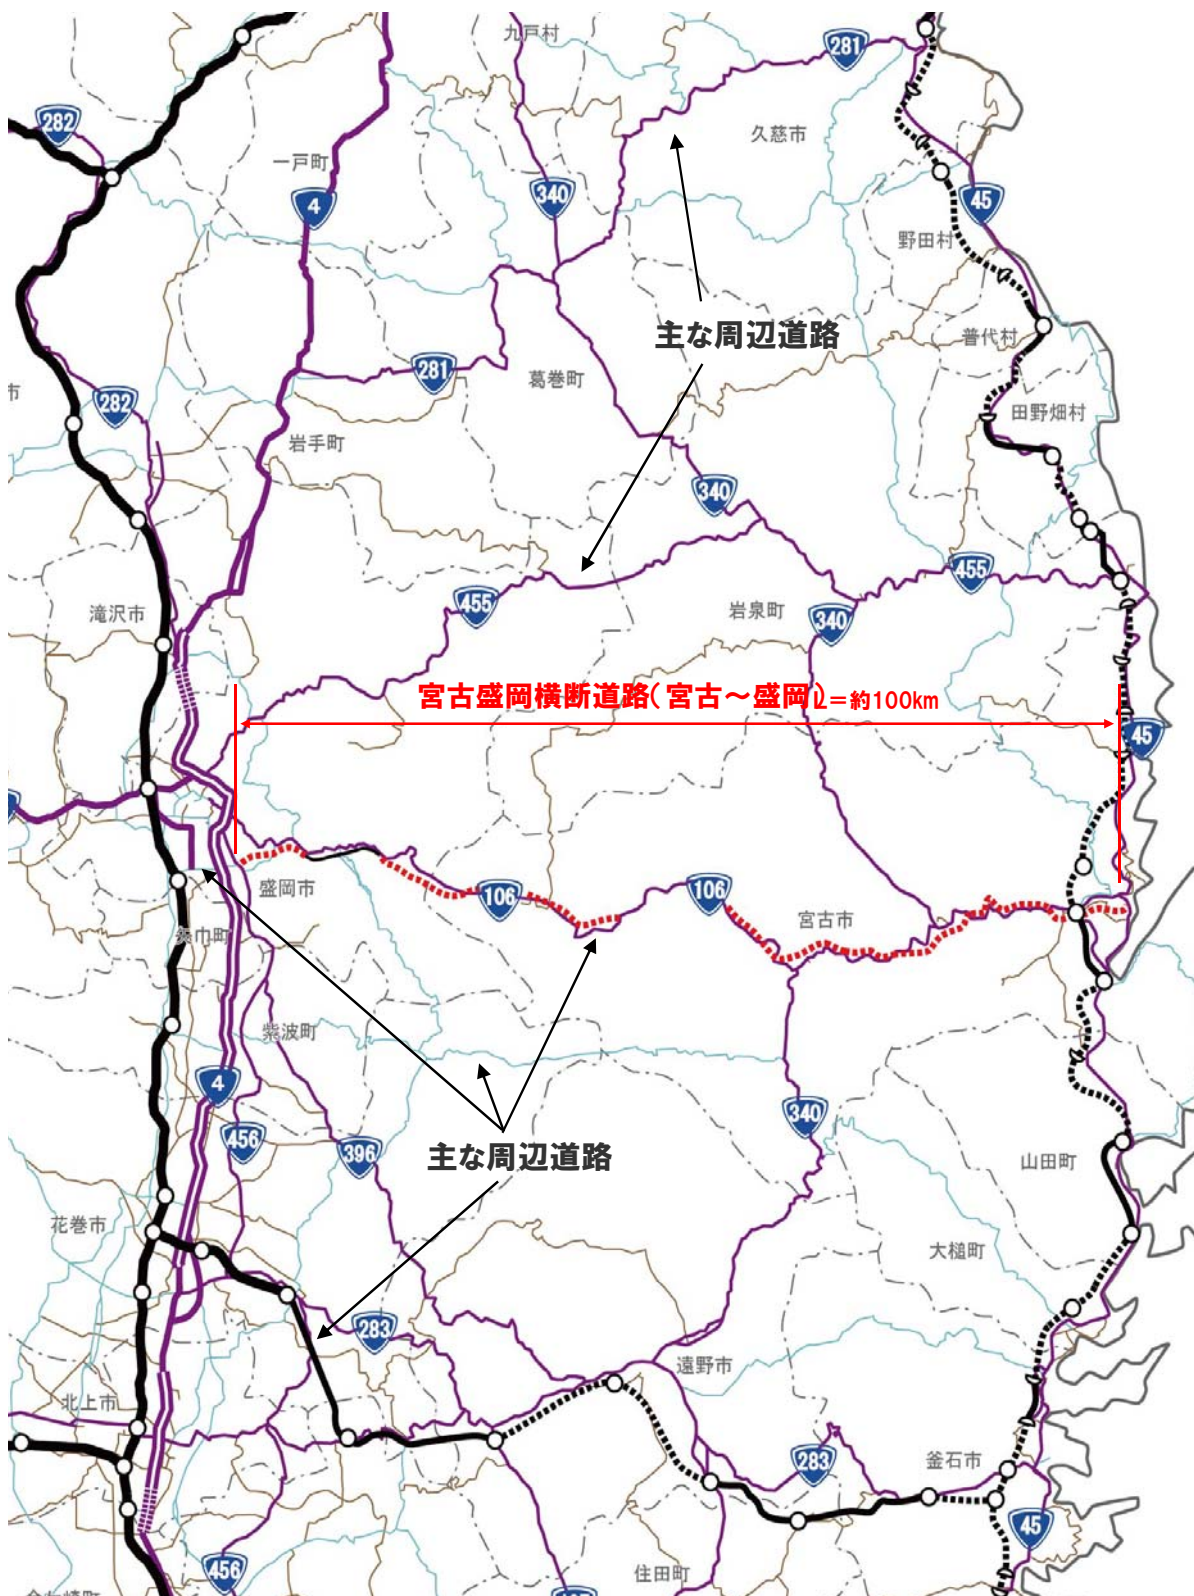 九戸村
281
282
久慈市
一戸町
340
4
45
野田村
主な周辺道路
普代村
281
葛巻町
市
282
田野畑村
岩手町
340
455
455
滝沢市
岩泉町
340
宮古盛岡横断道路(宮古～盛岡)L=約100km
45
盛岡市
106
106
宮古市
矢巾町
紫波町
4
340
456
396
主な周辺道路
山田町
花巻市
大槌町
283
遠野市
北上市
283
釜石市
45
456
住田町